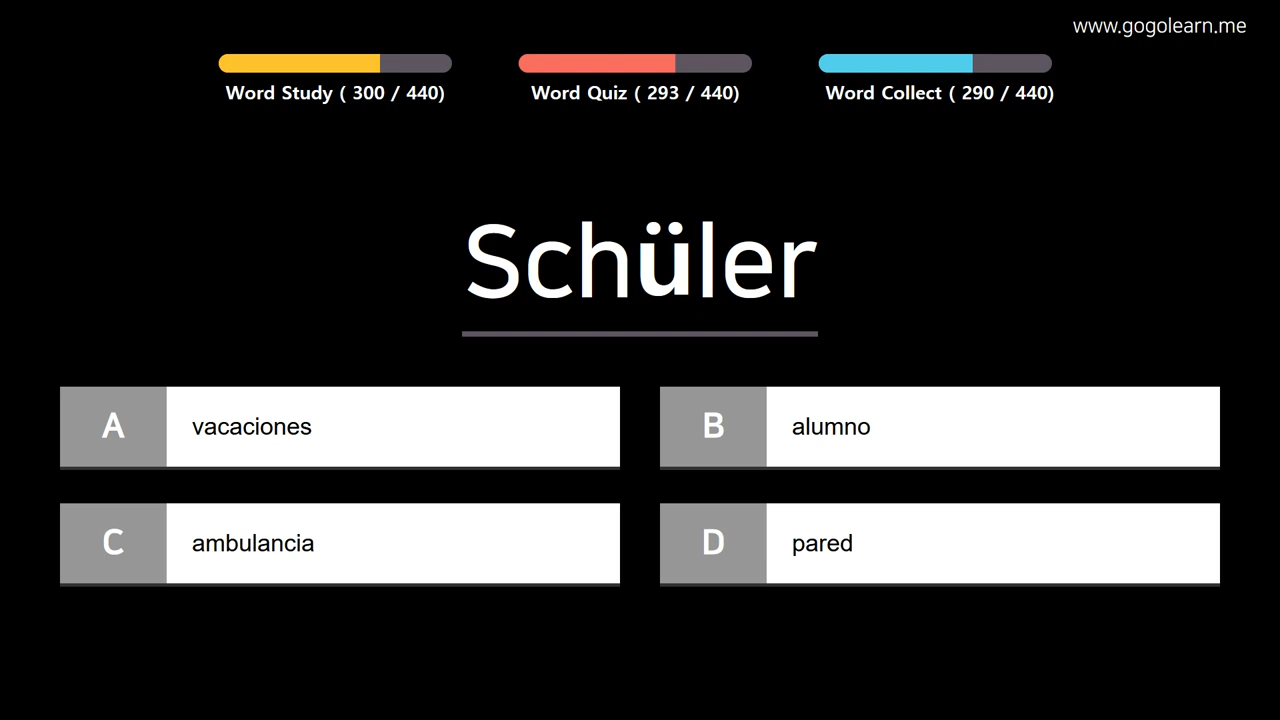 www.gogolearn.me
Word Study ( 300 / 440)
Word Quiz ( 293 / 440)
Word Collect ( 290 / 440)
Schüler
A vacaciones
B alumno
C ambulancia
D pared